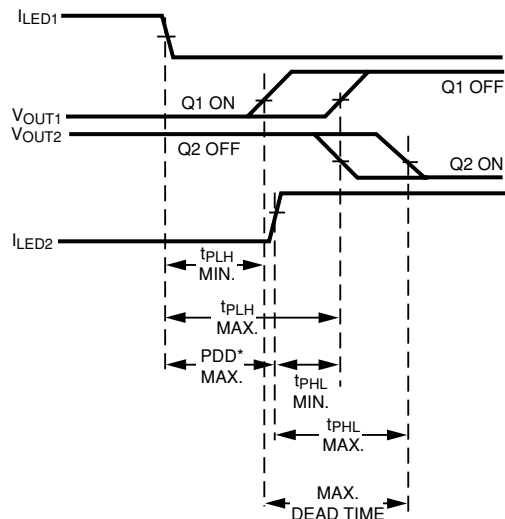 ILED1
Q1 ON
Q1 OFF
VOUT1
VOUT2
Q2 OFF
Q2 ON
ILED2
tPLH
MIN.
tPLH
MAX.
PDD*
MAX.
tPHL
MIN.
tPHL
MAX.
MAX.
DEAD TIME